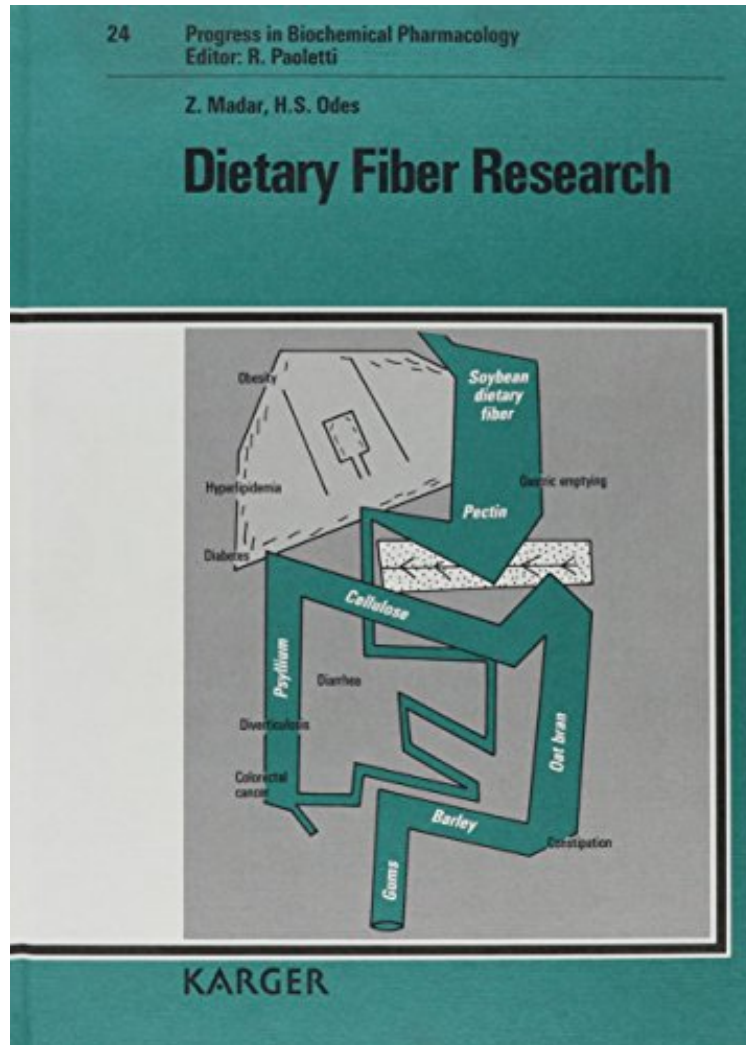 24
Progress in Biochemical Pharmacology
Editor: R. Paoletti
Z. Madar, H.S. Odes
Dietary Fiber Research
Obesity
Soybean
dietary
fiber
Hyperlipidemia
Gastric emptying
Pectin
Diabetes
Cellulose
Psyllium
Diarrhea
Diverticulosis
Oat bran
Colorectal
cancer
Barley
Constipation
Gums
KARGER